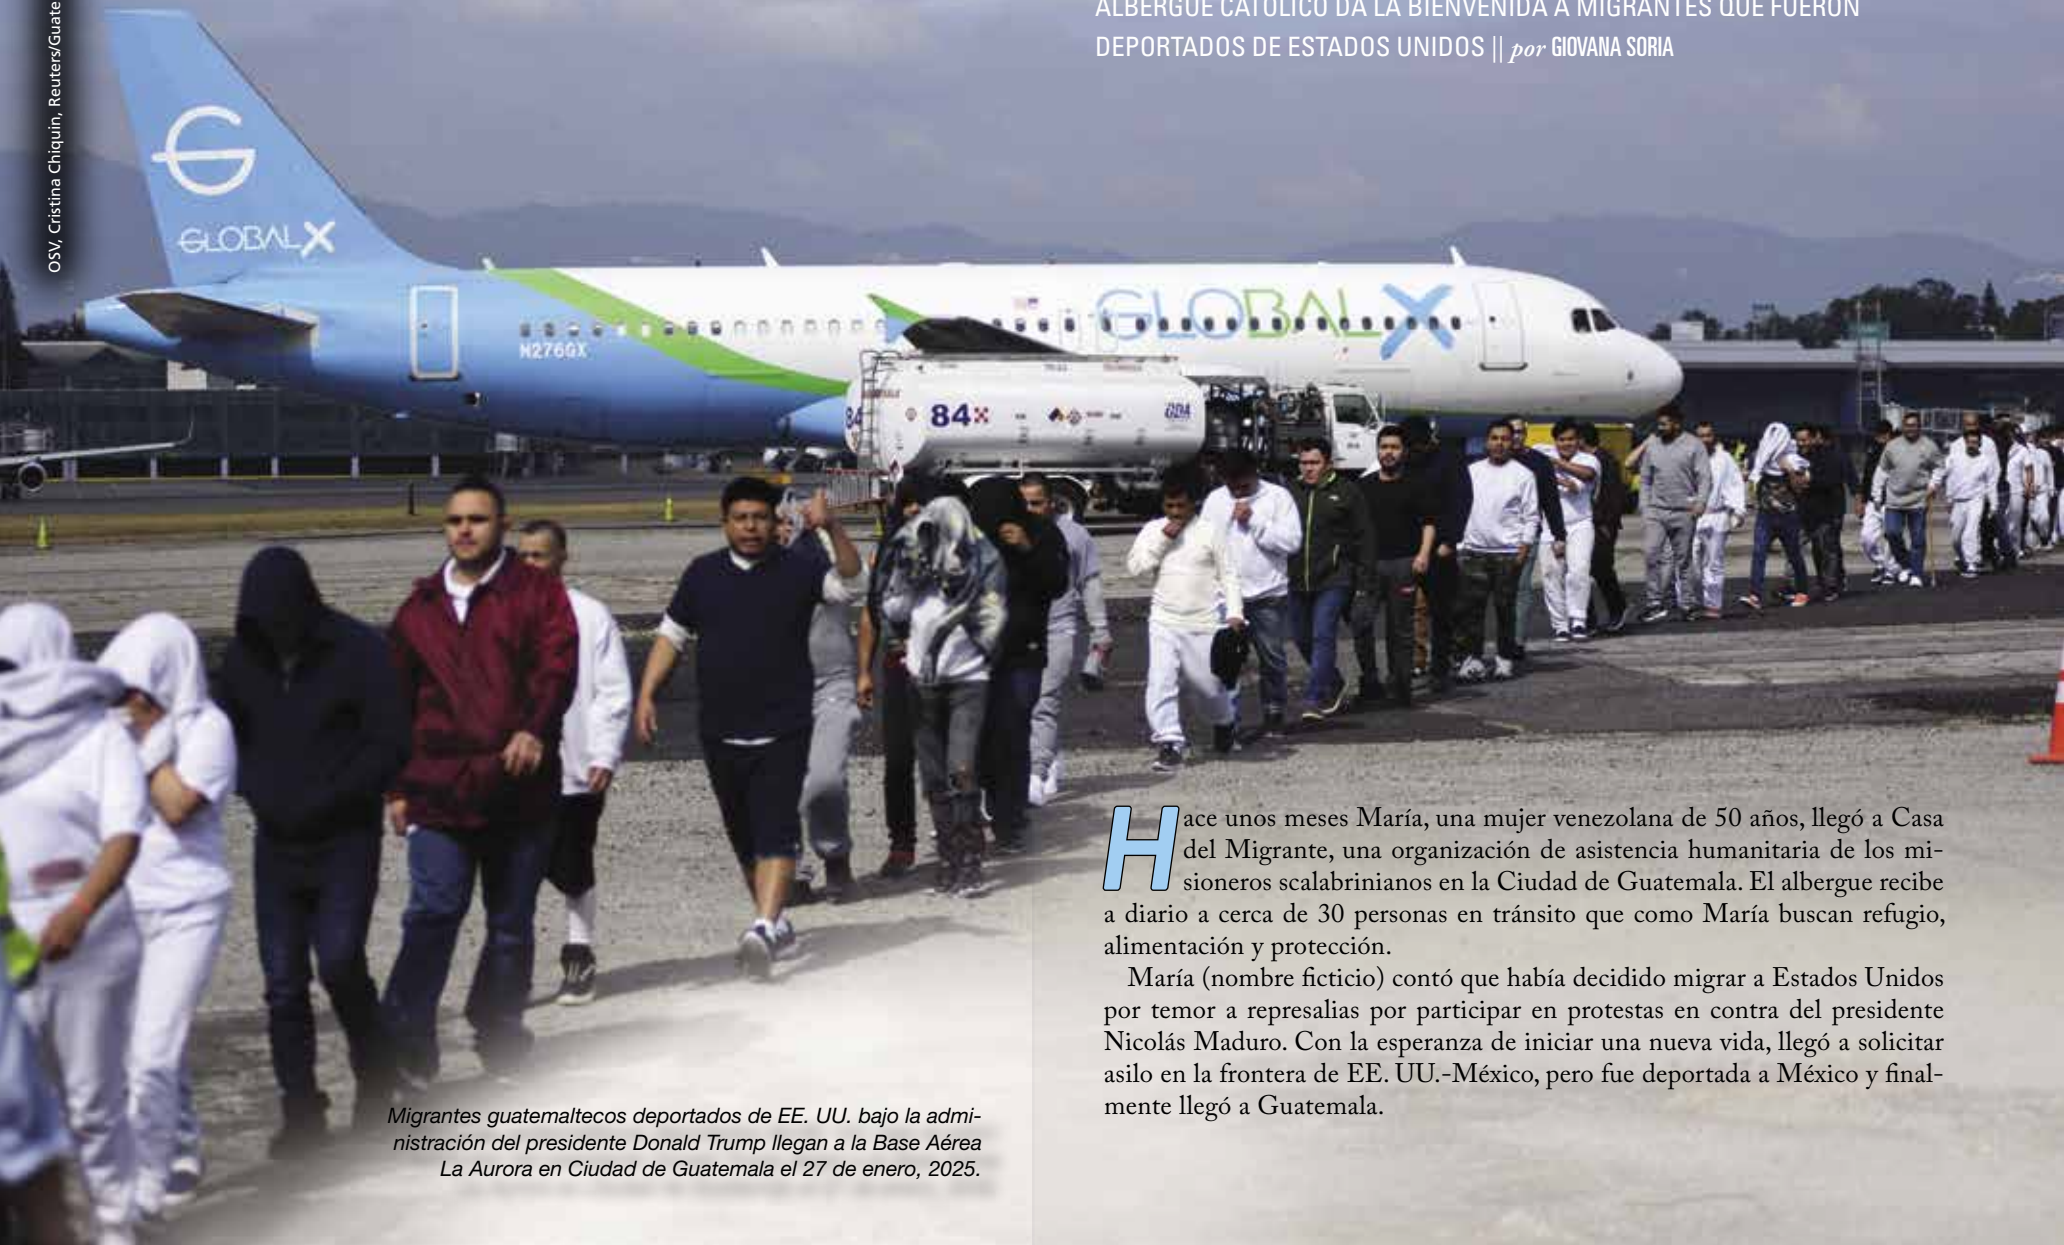 ALBERGUE CATÓLICO DA LA BIENVENIDA A MIGRANTES QUE FUERON
DEPORTADOS DE ESTADOS UNIDOS || por GIOVANA SORIA
OSV, Cristina Chiquin, Reuters/Guate
G
GLOBALX
GLOBALX
N276GX
84
84
Hace unos meses María, una mujer venezolana de 50 años, llegó a Casa
del Migrante, una organización de asistencia humanitaria de los mi-
sioneros scalabrinianos en la Ciudad de Guatemala. El albergue recibe
a diario a cerca de 30 personas en tránsito que como María buscan refugio,
alimentación y protección.
María (nombre ficticio) contó que había decidido migrar a Estados Unidos
por temor a represalias por participar en protestas en contra del presidente
Nicolás Maduro. Con la esperanza de iniciar una nueva vida, llegó a solicitar
asilo en la frontera de EE. UU.-México, pero fue deportada a México y final-
mente llegó a Guatemala.
Migrantes guatemaltecos deportados de EE. UU. bajo la admi-
nistración del presidente Donald Trump llegan a la Base Aérea
La Aurora en Ciudad de Guatemala el 27 de enero, 2025.